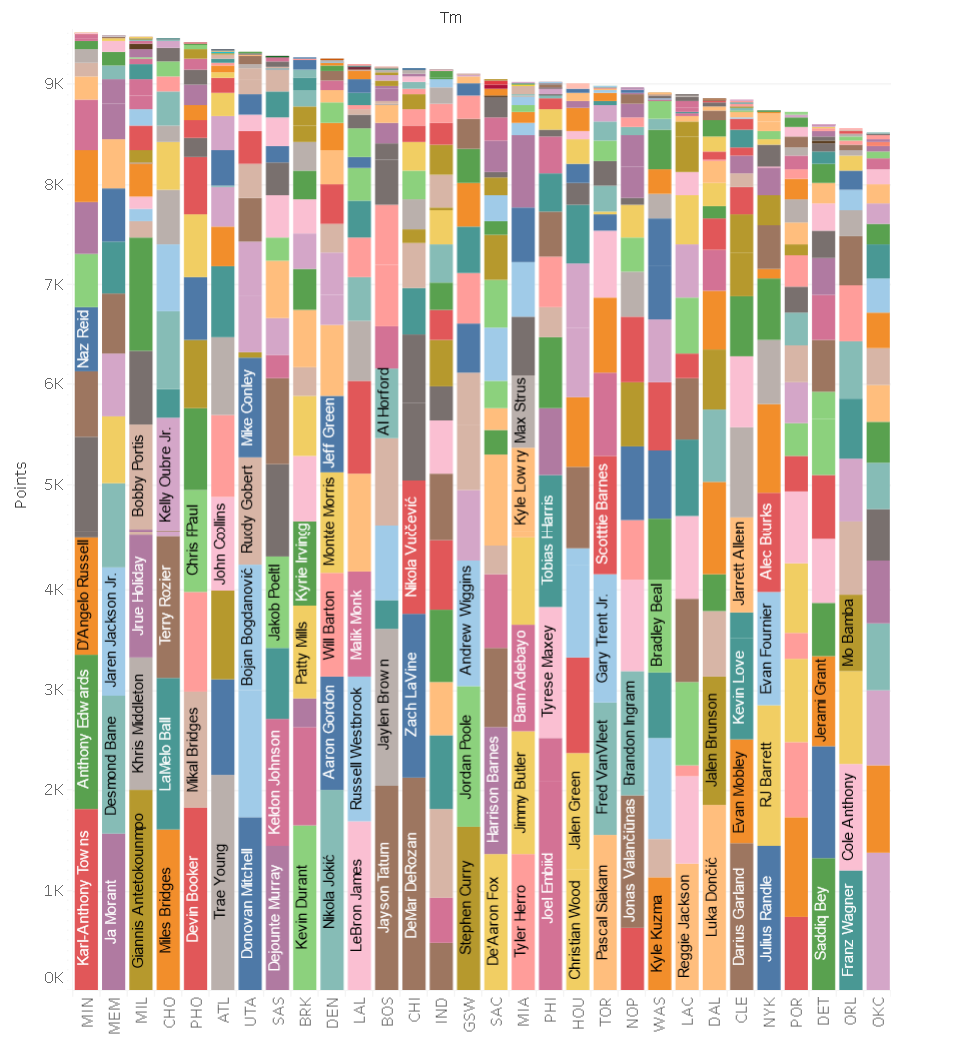 Tm
9K
8K
7K
6K
5K
4K
3K
2K
1K
0K
Points
Karl-Anthony Towns
Anthony Edwards
D'Angelo Russell
Naz Reid
Ja Morant
Desmond Bane
Jaren Jackson Jr.
Giannis Antetokounmpo
Khris Middleton
Jrue Holiday
Bobby Portis
Miles Bridges
LaMelo Ball
Terry Rozier
Kelly Oubre Jr.
Devin Booker
Mikal Bridges
Chris Paul
Trae Young
John Collins
Donovan Mitchell
Bojan Bogdanović
Rudy Gobert
Mike Conley
Dejounte Murray
Keldon Johnson
Jakob Poeltl
Kevin Durant
Patty Mills
Kyrie Irving
Nikola Jokić
Aaron Gordon
Will Barton
Monte Morris
Jeff Green
LeBron James
Russell Westbrook
Malik Monk
Jayson Tatum
Jaylen Brown
Al Horford
DeMar DeRozan
Zach LaVine
Nikola Vučević
Stephen Curry
Jordan Poole
Andrew Wiggins
De'Aaron Fox
Harrison Barnes
Tyler Herro
Jimmy Butler
Bam Adebayo
Kyle Lowry
Max Strus
Joel Embiid
Tyrese Maxey
Tobias Harris
Christian Wood
Jalen Green
Pascal Siakam
Fred VanVleet
Gary Trent Jr.
Scottie Barnes
Jonas Valančiūnas
Brandon Ingram
Kyle Kuzma
Bradley Beal
Reggie Jackson
Luka Dončić
Jalen Brunson
Darius Garland
Evan Mobley
Kevin Love
Jarrett Allen
Julius Randle
RJ Barrett
Evan Fournier
Alec Burks
Saddiq Bey
Jerami Grant
Franz Wagner
Cole Anthony
Mo Bamba
MIN
MEM
MIL
CHO
PHO
ATL
UTA
SAS
BRK
DEN
LAL
BOS
CHI
IND
GSW
SAC
MIA
PHI
HOU
TOR
NOP
WAS
LAC
DAL
CLE
NYK
POR
DET
ORL
OKC